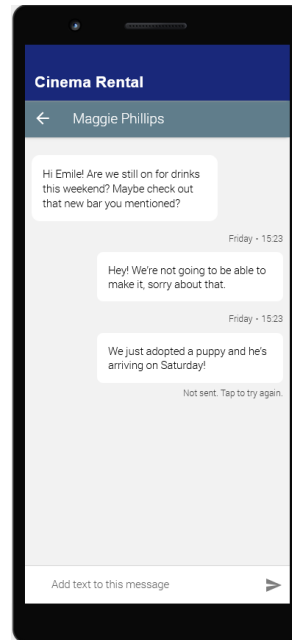 Cinema Rental
Maggie Phillips
Hi Emile! Are we still on for drinks
this weekend? Maybe check out
that new bar you mentioned?
Friday • 15:23
Hey! We're not going to be able to
make it, sorry about that.
Friday • 15:23
We just adopted a puppy and he's
arriving on Saturday!
Not sent. Tap to try again.
Add text to this message